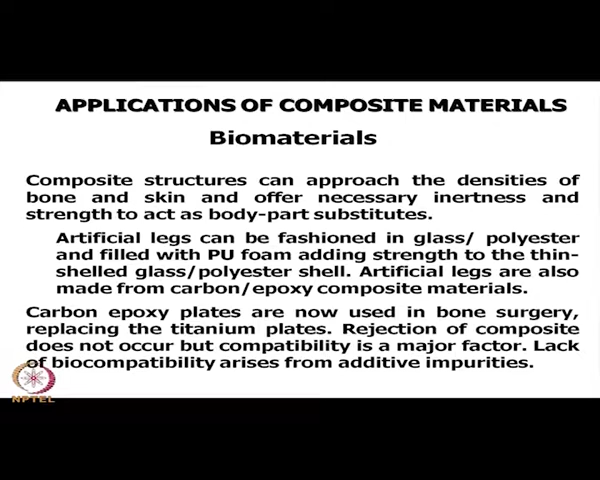 APPLICATIONS OF COMPOSITE MATERIALS
Biomaterials
Composite structures can approach the densities of
bone and skin and offer necessary inertness and
strength to act as body-part substitutes.
Artificial legs can be fashioned in glass/ polyester
and filled with PU foam adding strength to the thin-
shelled glass/polyester shell. Artificial legs are also
made from carbon/epoxy composite materials.
Carbon epoxy plates are now used in bone surgery,
replacing the titanium plates. Rejection of composite
does not occur but compatibility is a major factor. Lack
of biocompatibility arises from additive impurities.
NPTEL